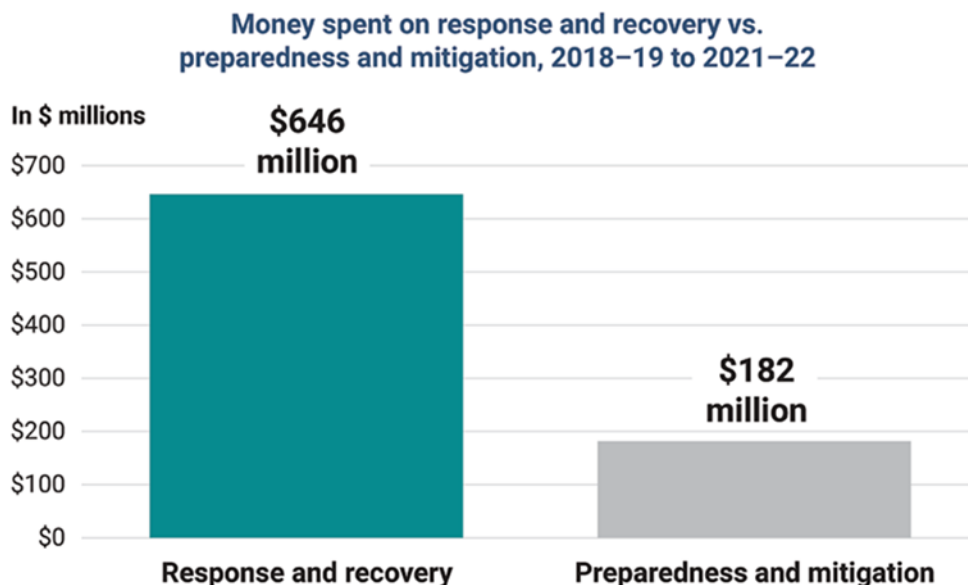 Money spent on response and recovery vs.
preparedness and mitigation, 2018–19 to 2021–22
In $ millions
$646
million
$700
$600
$500
$400
$300
$182
million
$200
$100
$0
Response and recovery
Preparedness and mitigation